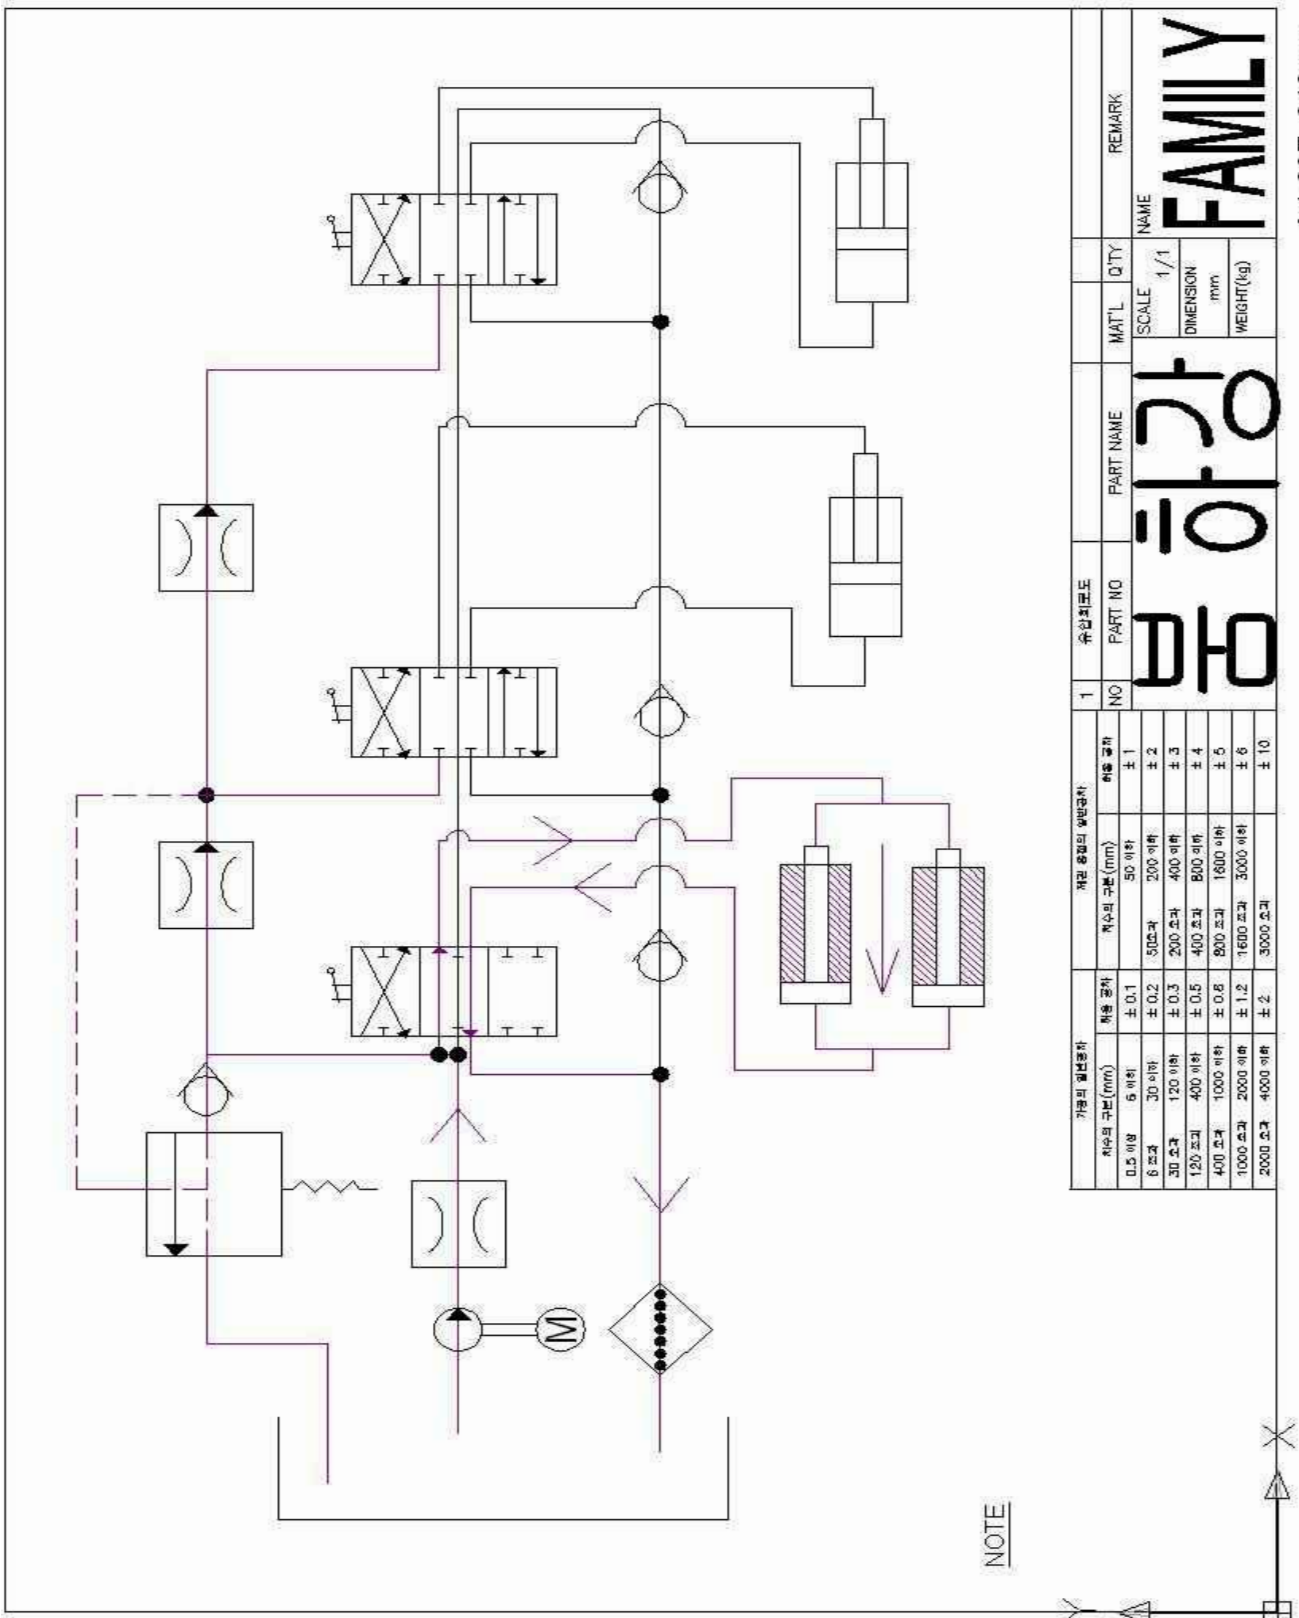 M
NOTE
Y
X
가공의 일반공차
치수의 구분(mm) 허용 공차
0.5 이상 6 이하 ±0.1
6 초과 30 이하 ±0.2
30 초과 120 이하 ±0.3
120 초과 400 이하 ±0.5
400 초과 1000 이하 ±0.8
1000 초과 2000 이하 ±1.2
2000 초과 4000 이하 ±2
제관 용접의 일반공차
치수의 구분(mm) 허용 공차
50 이하 ±1
50초과 200 이하 ±2
200 초과 400 이하 ±3
400 초과 800 이하 ±4
800 초과 1600 이하 ±5
1600 초과 3000 이하 ±6
3000 초과 ±10
1 유압회로도
NO PART NO PART NAME MAT'L Q'TY REMARK
붐 하강
SCALE 1/1
DIMENSION mm
WEIGHT(kg)
NAME
FAMILY